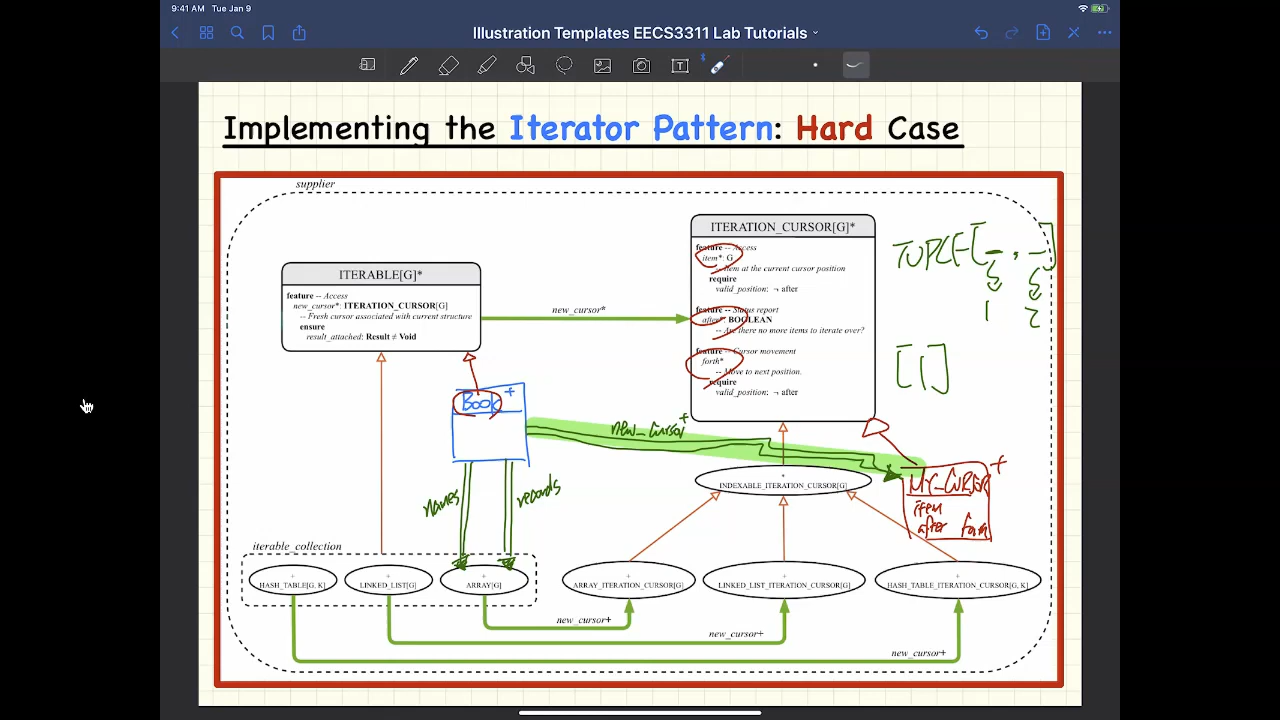 9:41 AM Tue Jan 9
Illustration Templates EECS3311 Lab Tutorials
Implementing the Iterator Pattern: Hard Case
supplier
ITERABLE[G]*
feature -- Access
new_cursor*: ITERATION_CURSOR[G]
-- Fresh cursor associated with current structure
ensure
result_attached: Result ≠ Void
new_cursor*
ITERATION_CURSOR[G]*
feature -- Access
item*: G
-- Item at the current cursor position
require
valid_position: ¬ after
feature -- Status report
after*: BOOLEAN
-- Are there no more items to iterate over?
feature -- Cursor movement
forth*
-- Move to next position.
require
valid_position: ¬ after
TUPLE[_, _]
1 2
[ ]
Book +
new_cursor +
names
records
MY_CURSOR +
item
after forth
+
HASH_TABLE[G, K]
+
LINKED_LIST[G]
+
ARRAY[G]
iterable_collection
*
INDEXABLE_ITERATION_CURSOR[G]
+
ARRAY_ITERATION_CURSOR[G]
+
LINKED_LIST_ITERATION_CURSOR[G]
+
HASH_TABLE_ITERATION_CURSOR[G, K]
new_cursor+
new_cursor+
new_cursor+